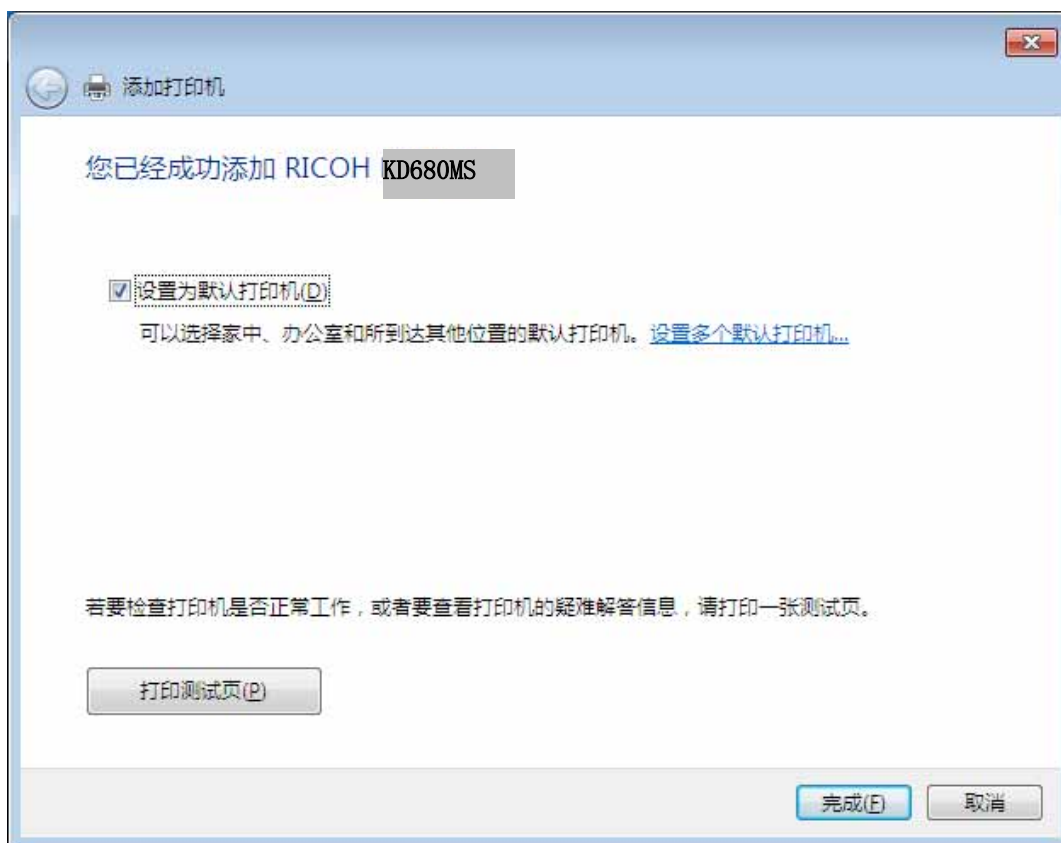 添加打印机
您已经成功添加 RICOH KD680MS
设置为默认打印机(D)
可以选择家中、办公室和所到达其他位置的默认打印机。设置多个默认打印机...
若要检查打印机是否正常工作，或者要查看打印机的疑难解答信息，请打印一张测试页。
打印测试页(P)
完成(F) 取消